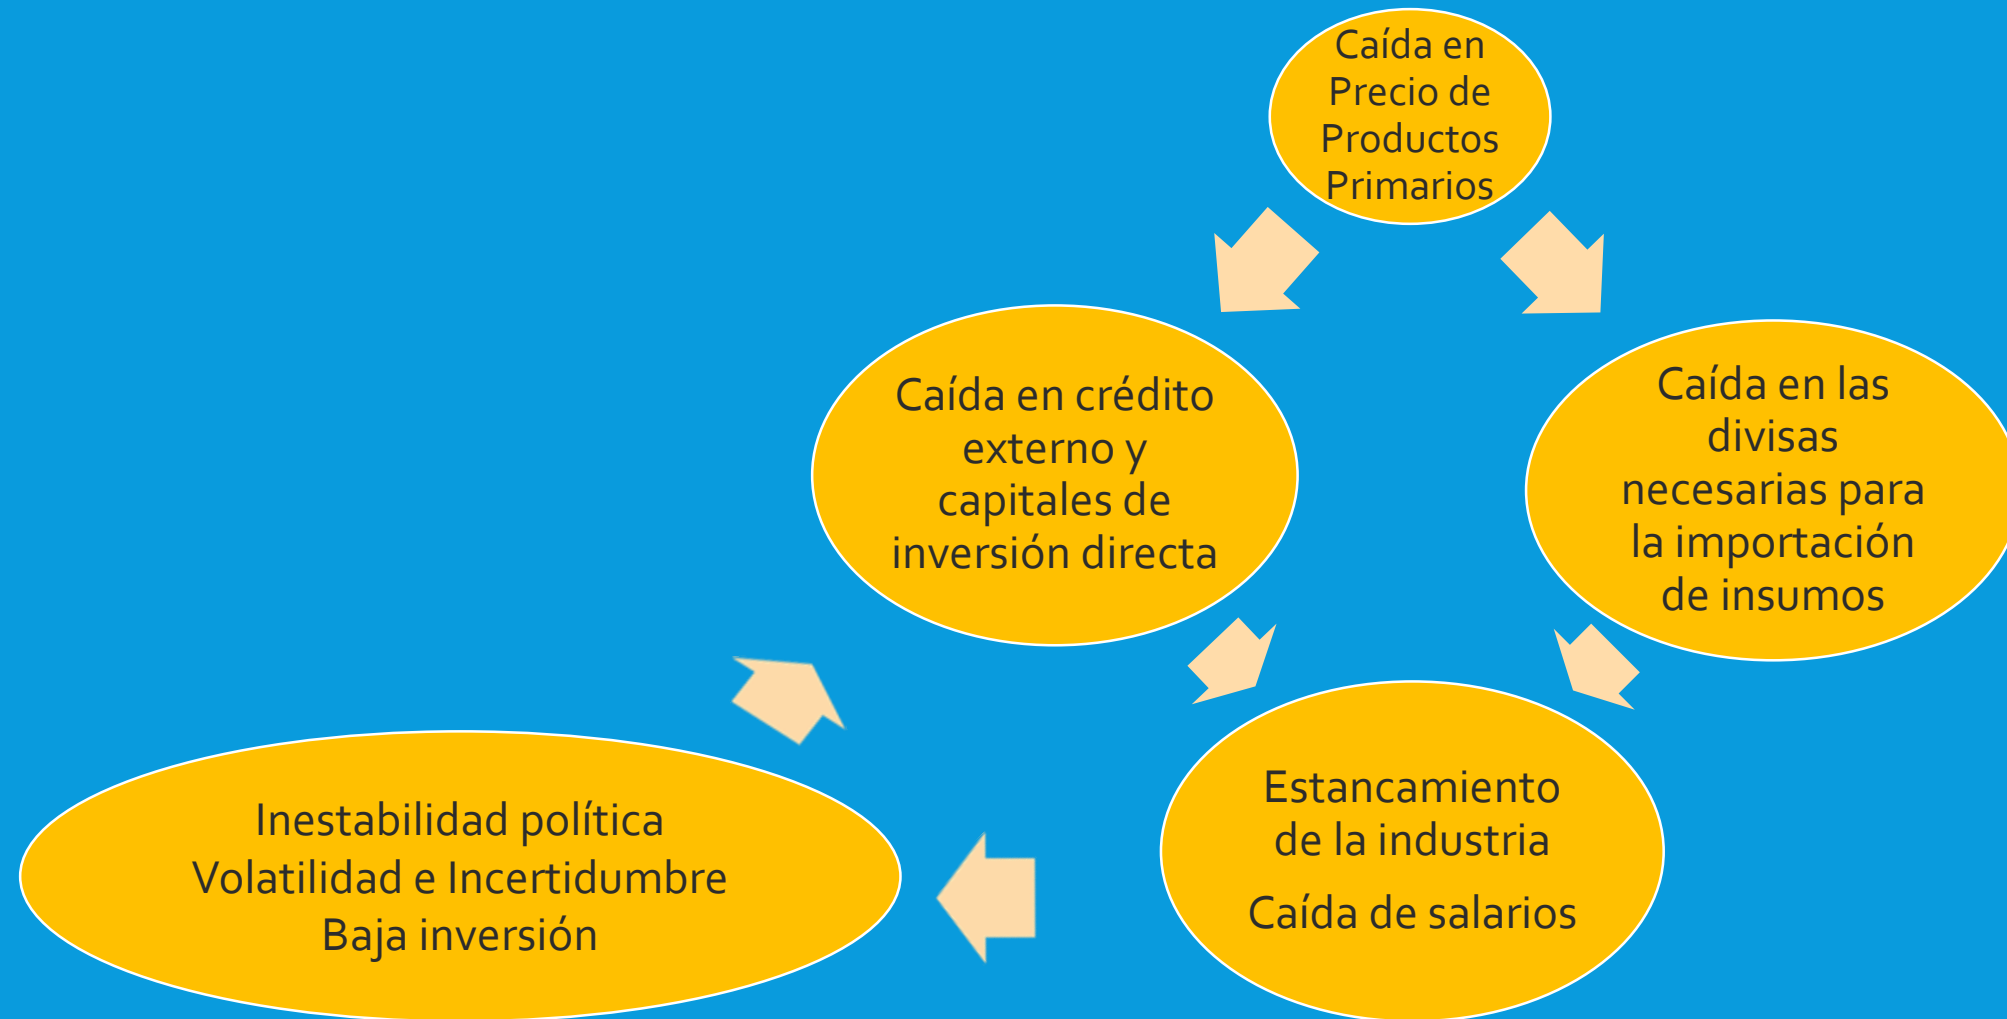 Caída en
Precio de
Productos
Primarios
Caída en crédito
externo y
capitales de
inversión directa
Caída en las
divisas
necesarias para
la importación
de insumos
Estancamiento
de la industria
Caída de salarios
Inestabilidad política
Volatilidad e Incertidumbre
Baja inversión